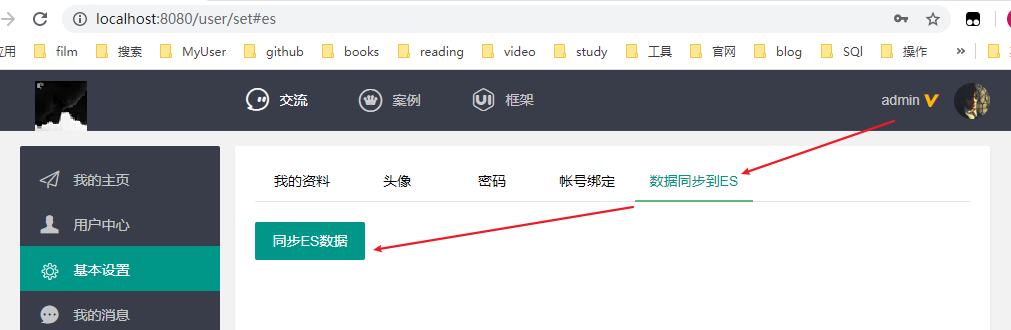 localhost:8080/user/set#es
应用 film 搜索 MyUser github books reading video study 工具 官网 blog SQl 操作 »
交流 案例 框架 admin
我的主页
用户中心
基本设置
我的消息
我的资料 头像 密码 帐号绑定 数据同步到ES
同步ES数据